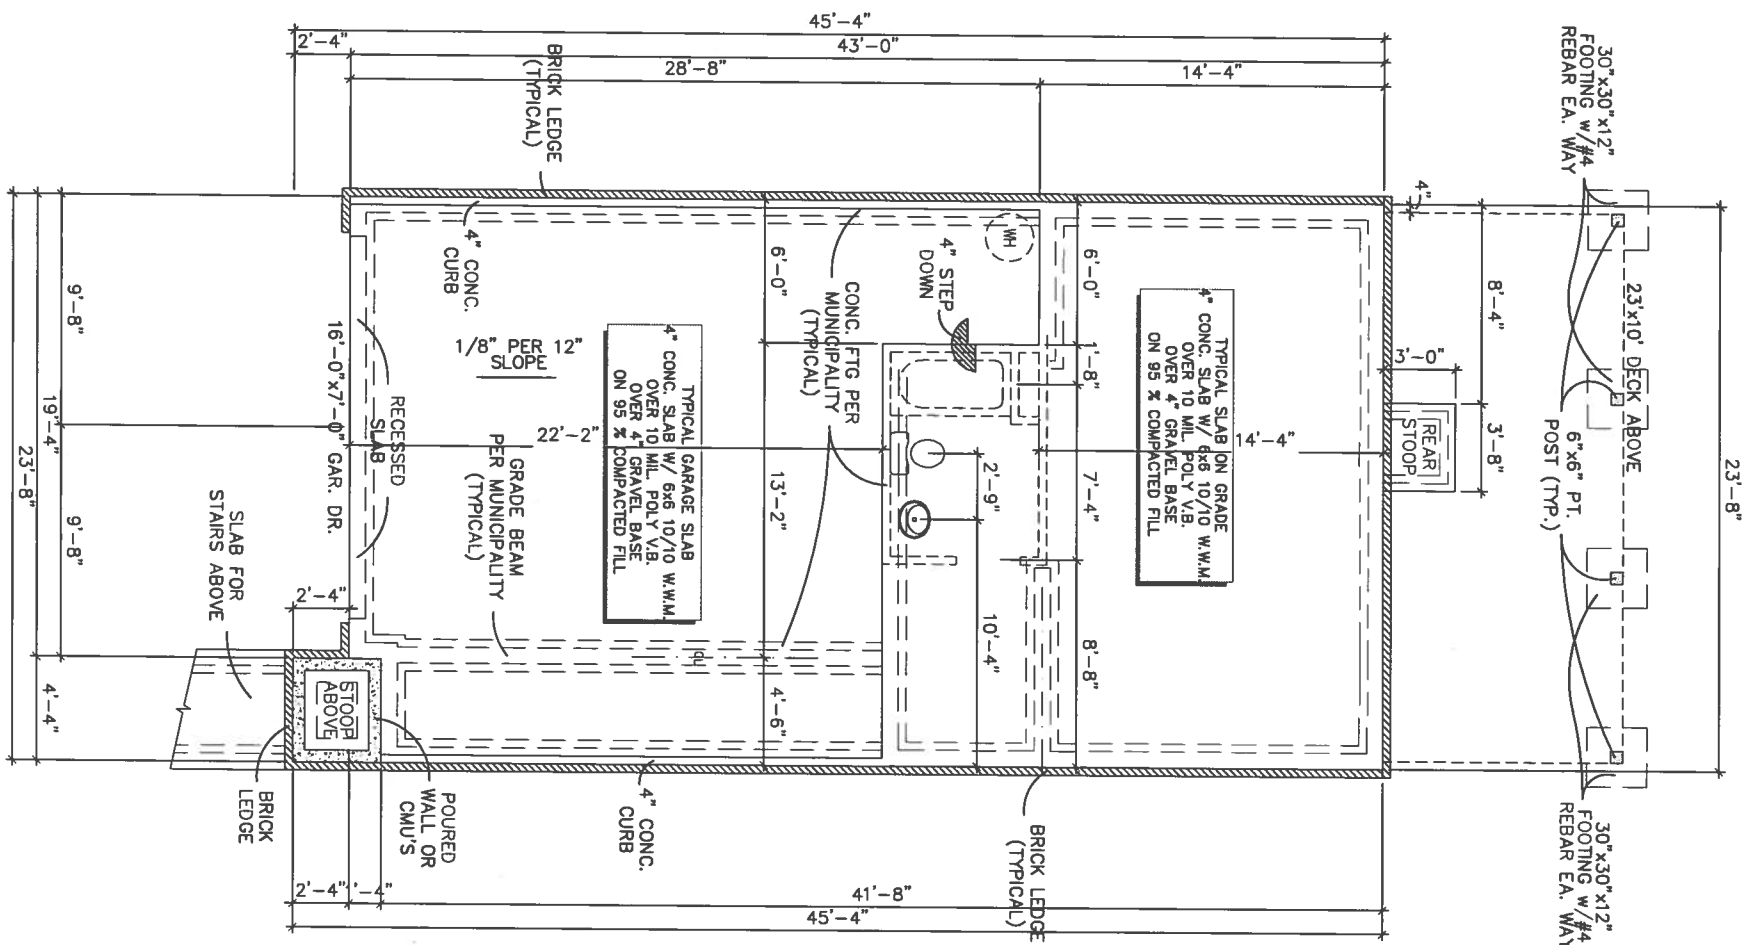 45'-4"
2'-4"
43'-0"
28'-8"
14'-4"
BRICK LEDGE
(TYPICAL)
30"x30"x12"
FOOTING w/#4
REBAR EA. WAY
4"
23'x10' DECK ABOVE
6"x6" PT.
POST (TYP.)
23'-8"
8'-4"
3'-0"
3'-8"
REAR
STOOP
4" CONC.
CURB
WH
4" STEP
DOWN
6'-0"
6'-0"
1'-8"
CONC. FTG PER
MUNICIPALITY
(TYPICAL)
TYPICAL SLAB ON GRADE
4" CONC. SLAB W/ 6x6 10/10 W.W.M.
OVER 10 MIL. POLY V.B.
OVER 4" GRAVEL BASE
ON 95 % COMPACTED FILL
14'-4"
7'-4"
2'-9"
10'-4"
8'-8"
1/8" PER 12"
SLOPE
TYPICAL GARAGE SLAB
4" CONC. SLAB W/ 6x6 10/10 W.W.M.
OVER 10 MIL. POLY V.B.
OVER 4" GRAVEL BASE
ON 95 % COMPACTED FILL
22'-2"
13'-2"
16'-0"x7'-0" GAR. DR.
RECESSED
SLAB
GRADE BEAM
PER MUNICIPALITY
(TYPICAL)
CL
4'-6"
9'-8"
19'-4"
23'-8"
9'-8"
4'-4"
SLAB FOR
STAIRS ABOVE
2'-4"
STOOP
ABOVE
BRICK
LEDGE
POURED
WALL OR
CMU'S
4" CONC.
CURB
BRICK LEDGE
(TYPICAL)
30"x30"x12"
FOOTING w/#4
REBAR EA. WAY
2'-4"
1'-4"
41'-8"
45'-4"